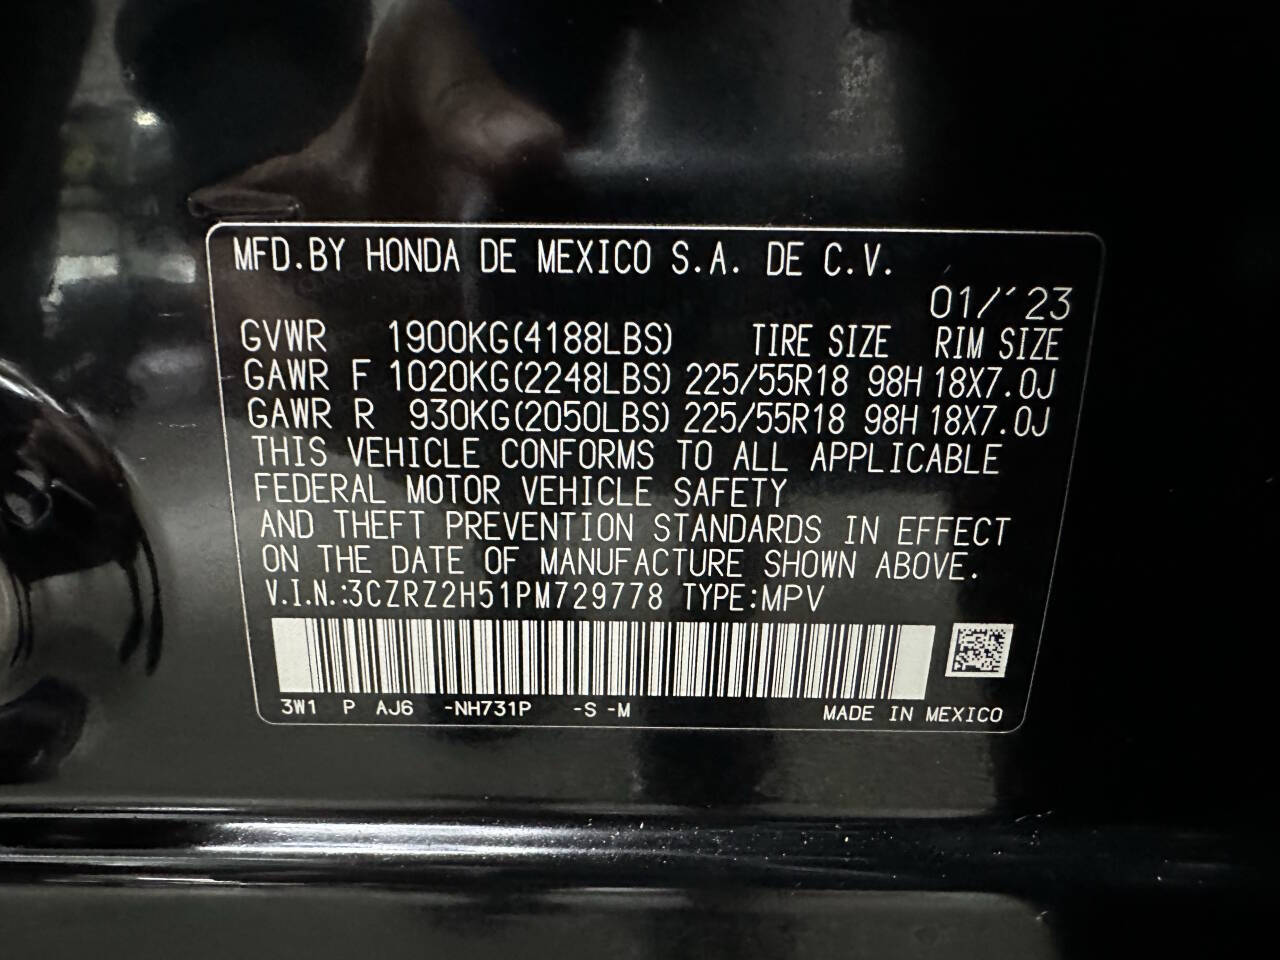 MFD.BY HONDA DE MEXICO S.A. DE C.V.
01/'23
GVWR 1900KG(4188LBS) TIRE SIZE RIM SIZE
GAWR F 1020KG(2248LBS) 225/55R18 98H 18X7.0J
GAWR R 930KG(2050LBS) 225/55R18 98H 18X7.0J
THIS VEHICLE CONFORMS TO ALL APPLICABLE
FEDERAL MOTOR VEHICLE SAFETY
AND THEFT PREVENTION STANDARDS IN EFFECT
ON THE DATE OF MANUFACTURE SHOWN ABOVE.
V.I.N.:3CZRZ2H51PM729778 TYPE:MPV
3W1 P AJ6 -NH731P -S -M MADE IN MEXICO